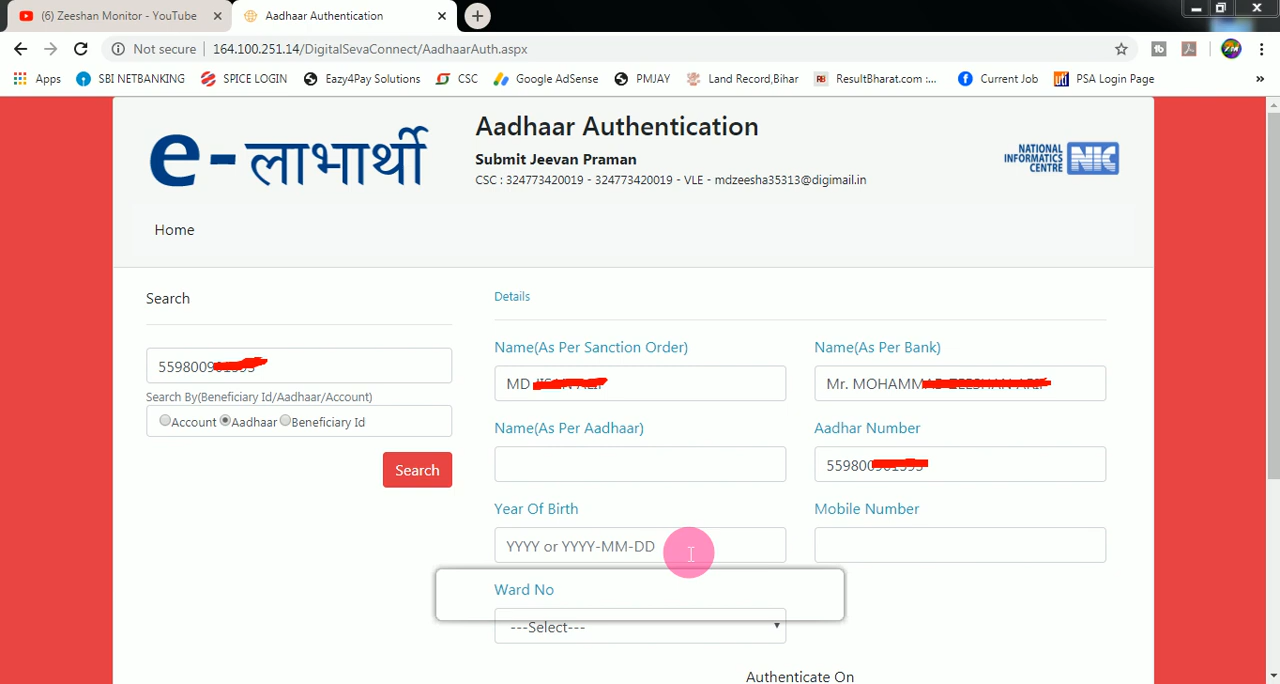 (6) Zeeshan Monitor - YouTube
Aadhaar Authentication
Not secure | 164.100.251.14/DigitalSevaConnect/AadhaarAuth.aspx
Apps SBI NETBANKING SPICE LOGIN Eazy4Pay Solutions CSC Google AdSense PMJAY Land Record,Bihar ResultBharat.com :... Current Job PSA Login Page »
e-लाभार्थी
Aadhaar Authentication
Submit Jeevan Praman
CSC : 324773420019 - 324773420019 - VLE - mdzeesha35313@digimail.in
NATIONAL
INFORMATICS
CENTRE
NIC
Home
Search
Details
Name(As Per Sanction Order)
Name(As Per Bank)
559800
MD
Mr. MOHAMM
Search By(Beneficiary Id/Aadhaar/Account)
Account Aadhaar Beneficiary Id
Name(As Per Aadhaar)
Aadhar Number
Search
559800
Year Of Birth
Mobile Number
YYYY or YYYY-MM-DD
Ward No
---Select---
Authenticate On